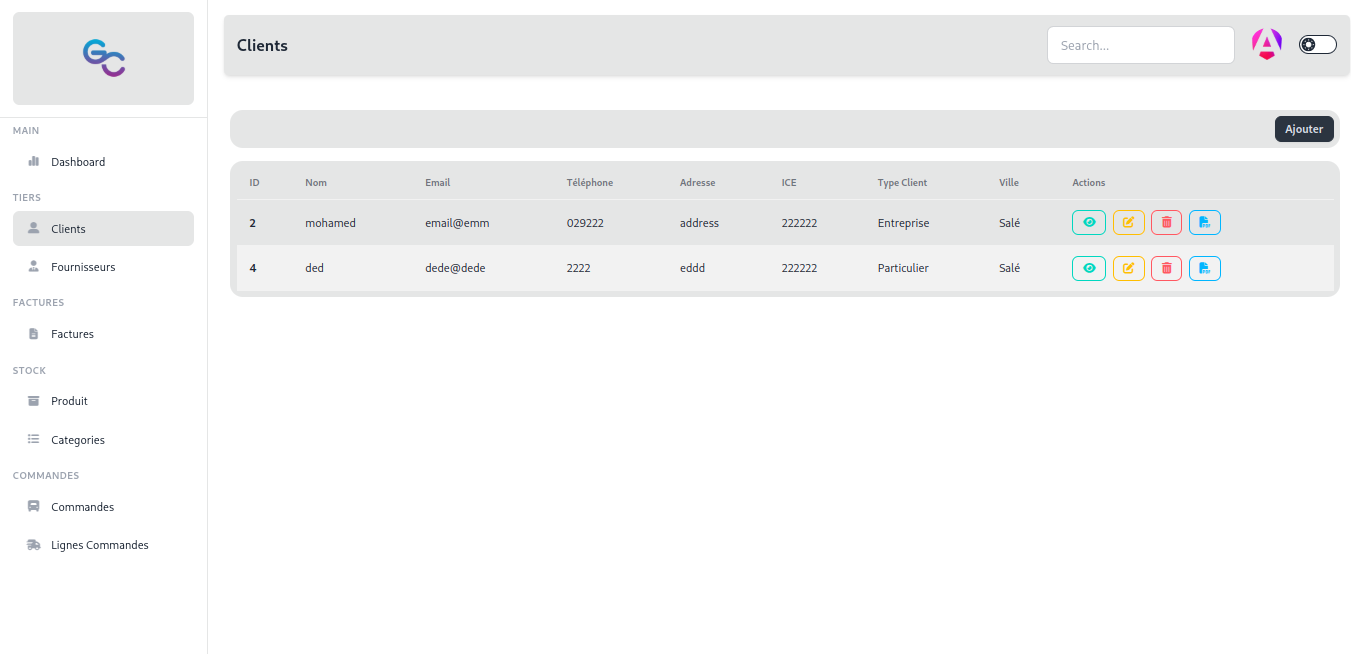 GC
MAIN
Dashboard
TIERS
Clients
Fournisseurs
FACTURES
Factures
STOCK
Produit
Categories
COMMANDES
Commandes
Lignes Commandes
Clients
Search...
Ajouter
ID Nom Email Téléphone Adresse ICE Type Client Ville Actions
2 mohamed email@emm 029222 address 222222 Entreprise Salé
4 ded dede@dede 2222 eddd 222222 Particulier Salé